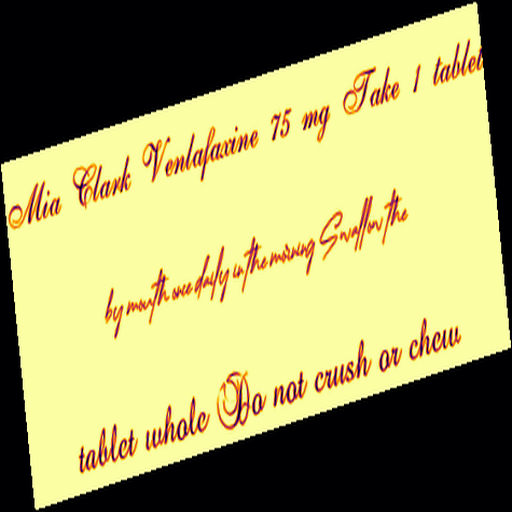 Mia Clark Venlafaxine 75 mg Take 1 tablet
by mouth once daily in the morning Swallow the
tablet whole Do not crush or chew